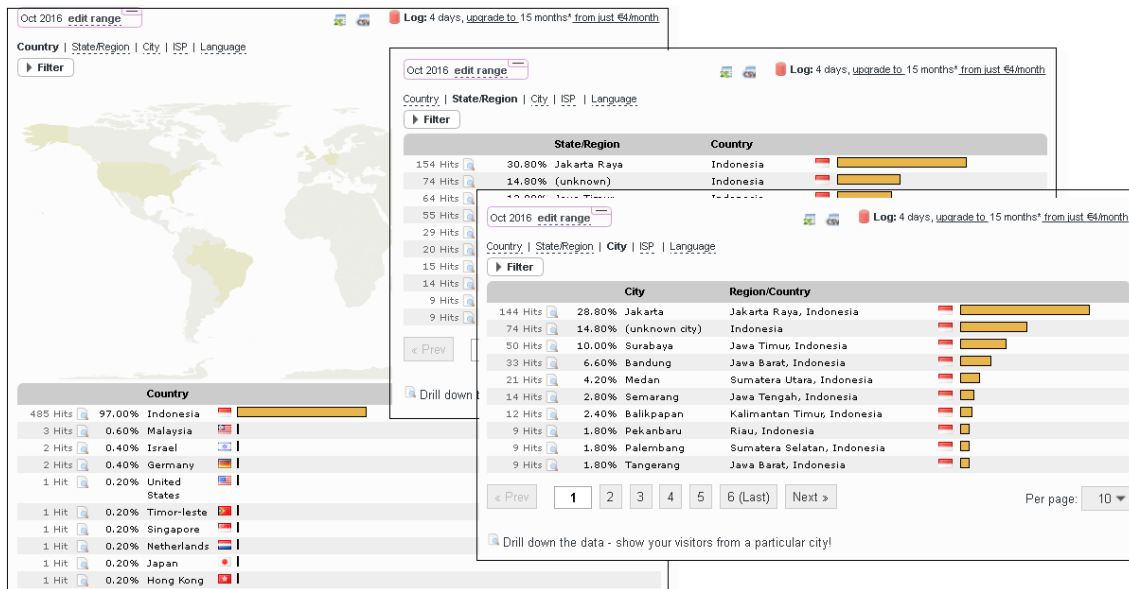 Oct 2016 edit range
Log: 4 days, upgrade to 15 months* from just €4/month
Country | State/Region | City | ISP | Language
Filter
Country
485 Hits 97.00% Indonesia
3 Hits 0.60% Malaysia
2 Hits 0.40% Israel
2 Hits 0.40% Germany
1 Hit 0.20% United
States
1 Hit 0.20% Timor-leste
1 Hit 0.20% Singapore
1 Hit 0.20% Netherlands
1 Hit 0.20% Japan
1 Hit 0.20% Hong Kong
Oct 2016 edit range
Log: 4 days, upgrade to 15 months* from just €4/month
Country | State/Region | City | ISP | Language
Filter
State/Region Country
154 Hits 30.80% Jakarta Raya Indonesia
74 Hits 14.80% (unknown) Indonesia
64 Hits
55 Hits
29 Hits
20 Hits
15 Hits
14 Hits
9 Hits
9 Hits
« Prev
Drill down
Oct 2016 edit range
Log: 4 days, upgrade to 15 months* from just €4/month
Country | State/Region | City | ISP | Language
Filter
City Region/Country
144 Hits 28.80% Jakarta Jakarta Raya, Indonesia
74 Hits 14.80% (unknown city) Indonesia
50 Hits 10.00% Surabaya Jawa Timur, Indonesia
33 Hits 6.60% Bandung Jawa Barat, Indonesia
21 Hits 4.20% Medan Sumatera Utara, Indonesia
14 Hits 2.80% Semarang Jawa Tengah, Indonesia
12 Hits 2.40% Balikpapan Kalimantan Timur, Indonesia
9 Hits 1.80% Pekanbaru Riau, Indonesia
9 Hits 1.80% Palembang Sumatera Selatan, Indonesia
9 Hits 1.80% Tangerang Jawa Barat, Indonesia
« Prev 1 2 3 4 5 6 (Last) Next » Per page: 10
Drill down the data - show your visitors from a particular city!